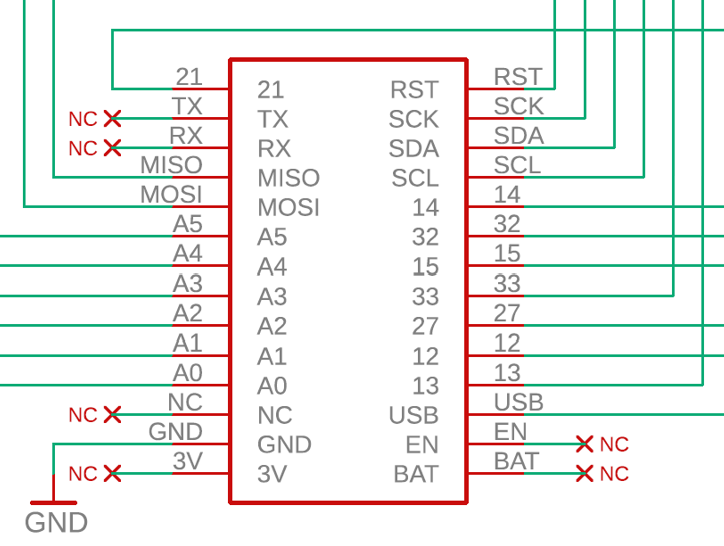 21 21 RST RST
TX TX SCK SCK
NC
RX RX SDA SDA
NC
MISO MISO SCL SCL
MOSI MOSI 14 14
A5 A5 32 32
A4 A4 15 15
A3 A3 33 33
A2 A2 27 27
A1 A1 12 12
A0 A0 13 13
NC NC USB USB
NC
GND GND EN EN
NC
3V 3V BAT BAT
NC NC
GND